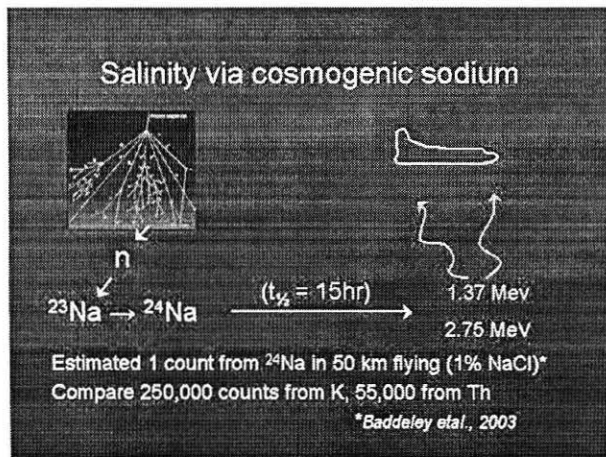 Salinity via cosmogenic sodium
n
²³Na → ²⁴Na
(t½ = 15hr)
1.37 Mev
2.75 MeV
Estimated 1 count from ²⁴Na in 50 km flying (1% NaCl)*
Compare 250,000 counts from K, 55,000 from Th
*Baddeley etal., 2003